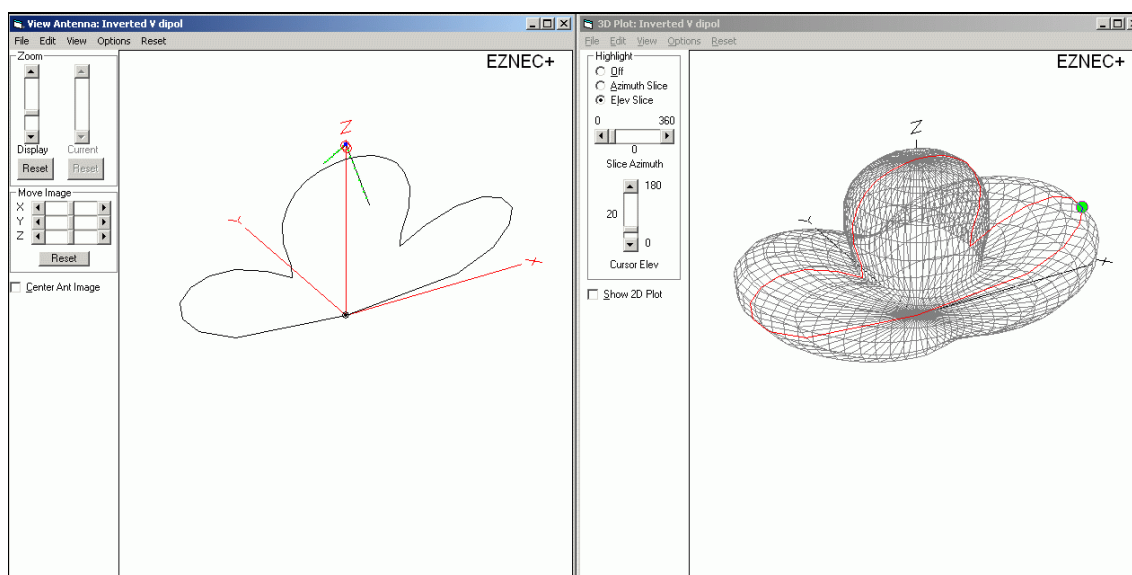 View Antenna: Inverted V dipol
File Edit View Options Reset
Zoom
Display Current
Reset Reset
Move Image
X
Y
Z
Reset
Center Ant Image
EZNEC+
Z
Y
X
3D Plot: Inverted V dipol
File Edit View Options Reset
Highlight
Off
Azimuth Slice
Elev Slice
0 360
0
Slice Azimuth
180
20
0
Cursor Elev
Show 2D Plot
EZNEC+
Z
Y
X